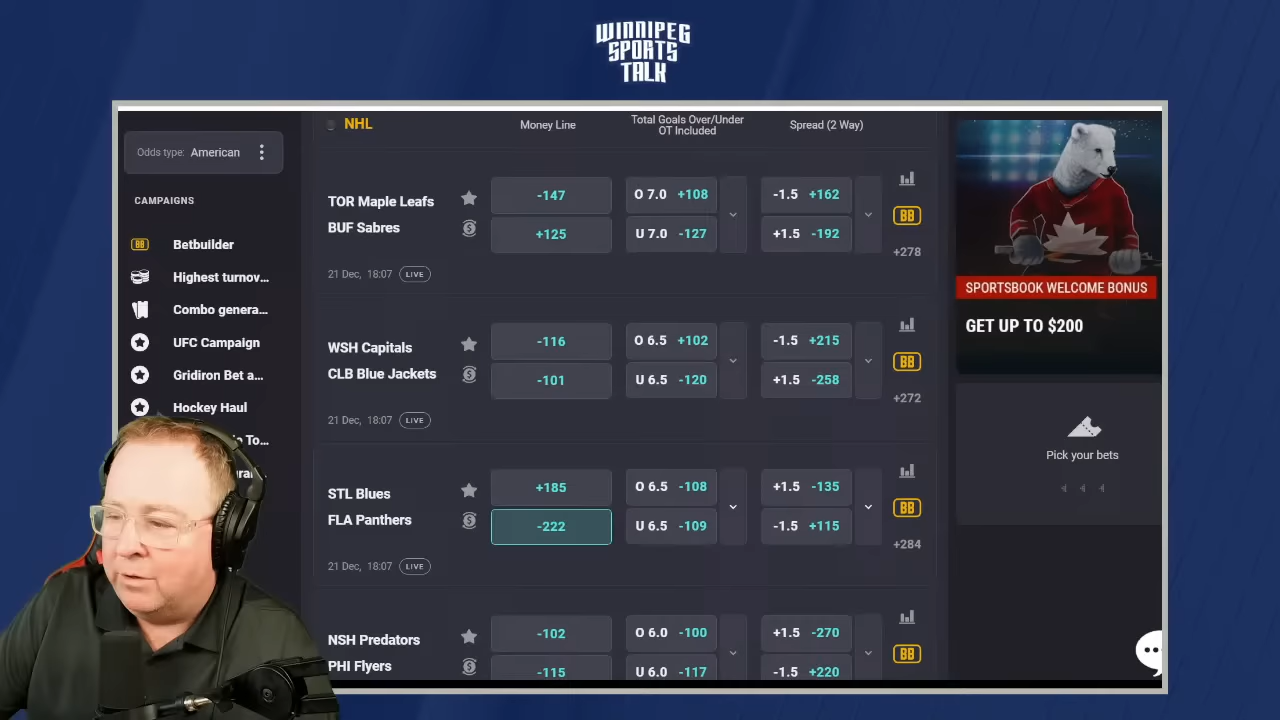 WINNIPEG
SPORTS
TALK
Odds type: American
CAMPAIGNS
BB Betbuilder
Highest turnov...
Combo genera...
UFC Campaign
Gridiron Bet a...
Hockey Haul
To...
NHL
Money Line
Total Goals Over/Under
OT Included
Spread (2 Way)
TOR Maple Leafs
BUF Sabres
-147
+125
O 7.0 +108
U 7.0 -127
-1.5 +162
+1.5 -192
BB
+278
21 Dec, 18:07 LIVE
WSH Capitals
CLB Blue Jackets
-116
-101
O 6.5 +102
U 6.5 -120
-1.5 +215
+1.5 -258
BB
+272
21 Dec, 18:07 LIVE
STL Blues
FLA Panthers
+185
-222
O 6.5 -108
U 6.5 -109
+1.5 -135
-1.5 +115
BB
+284
21 Dec, 18:07 LIVE
NSH Predators
PHI Flyers
-102
-115
O 6.0 -100
U 6.0 -117
+1.5 -270
-1.5 +220
BB
SPORTSBOOK WELCOME BONUS
GET UP TO $200
Pick your bets